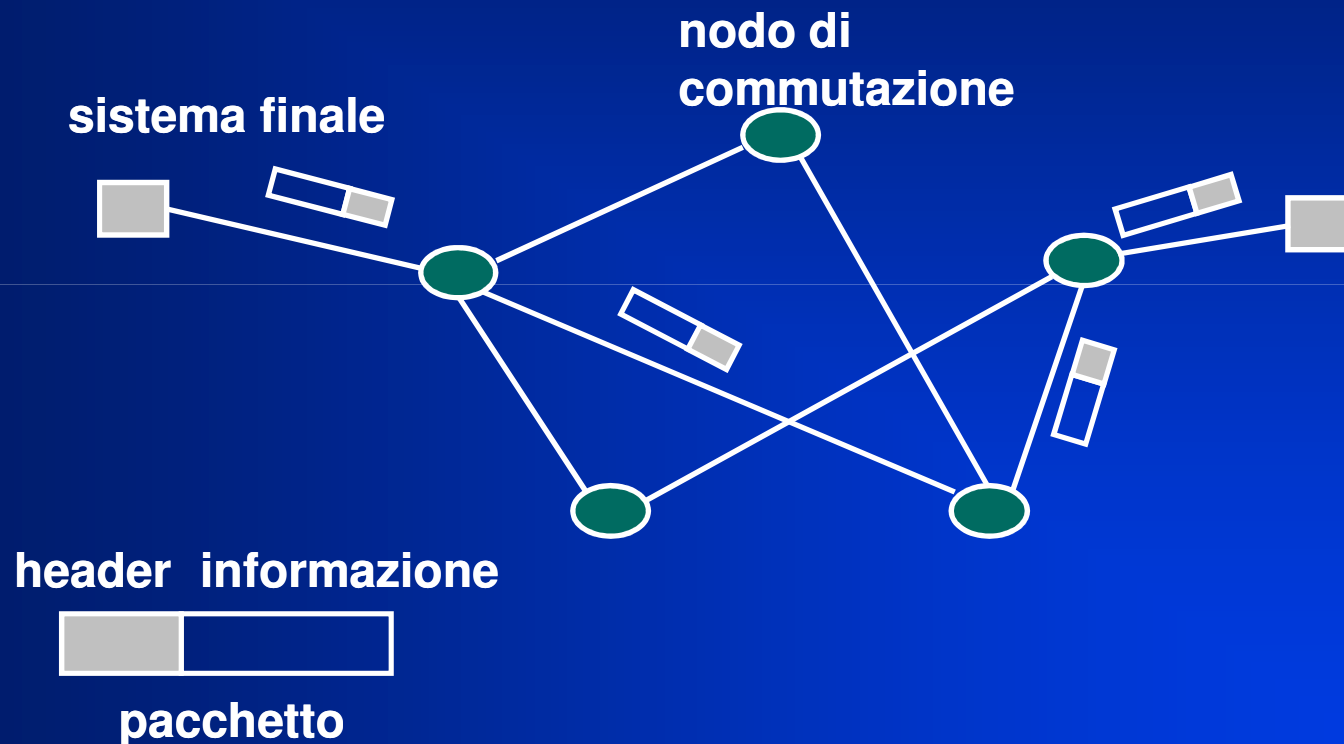 nodo di
commutazione
sistema finale
header informazione
pacchetto